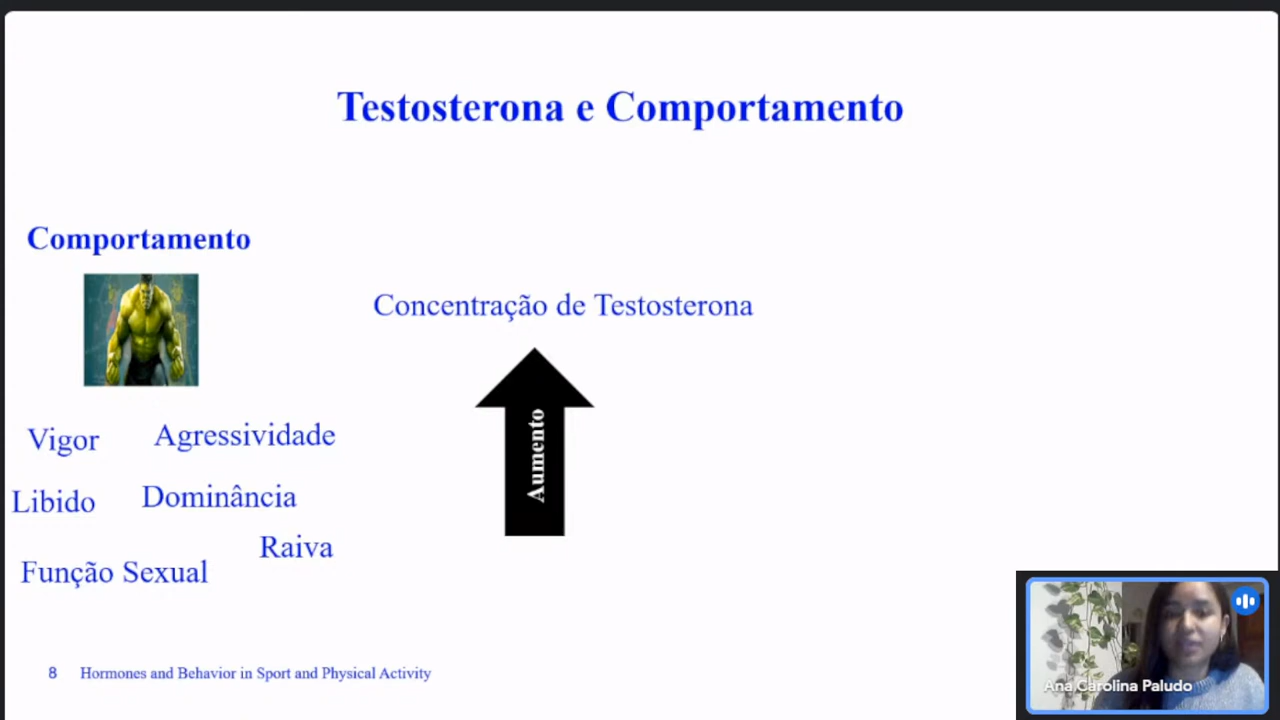 Testosterona e Comportamento
Comportamento
Concentração de Testosterona
Aumento
Vigor
Agressividade
Libido
Dominância
Raiva
Função Sexual
8 Hormones and Behavior in Sport and Physical Activity
Ana Carolina Paludo